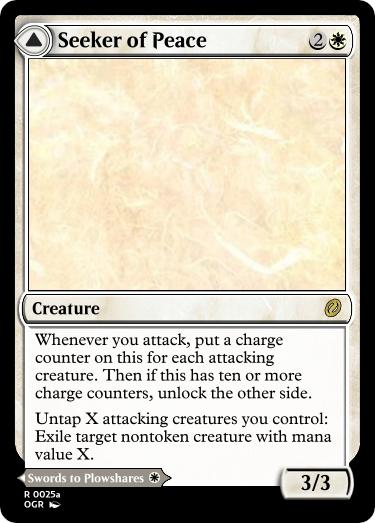 Seeker of Peace 2
Creature
Whenever you attack, put a charge
counter on this for each attacking
creature. Then if this has ten or more
charge counters, unlock the other side.
Untap X attacking creatures you control:
Exile target nontoken creature with mana
value X.
Swords to Plowshares
3/3
R 0025a
OGR